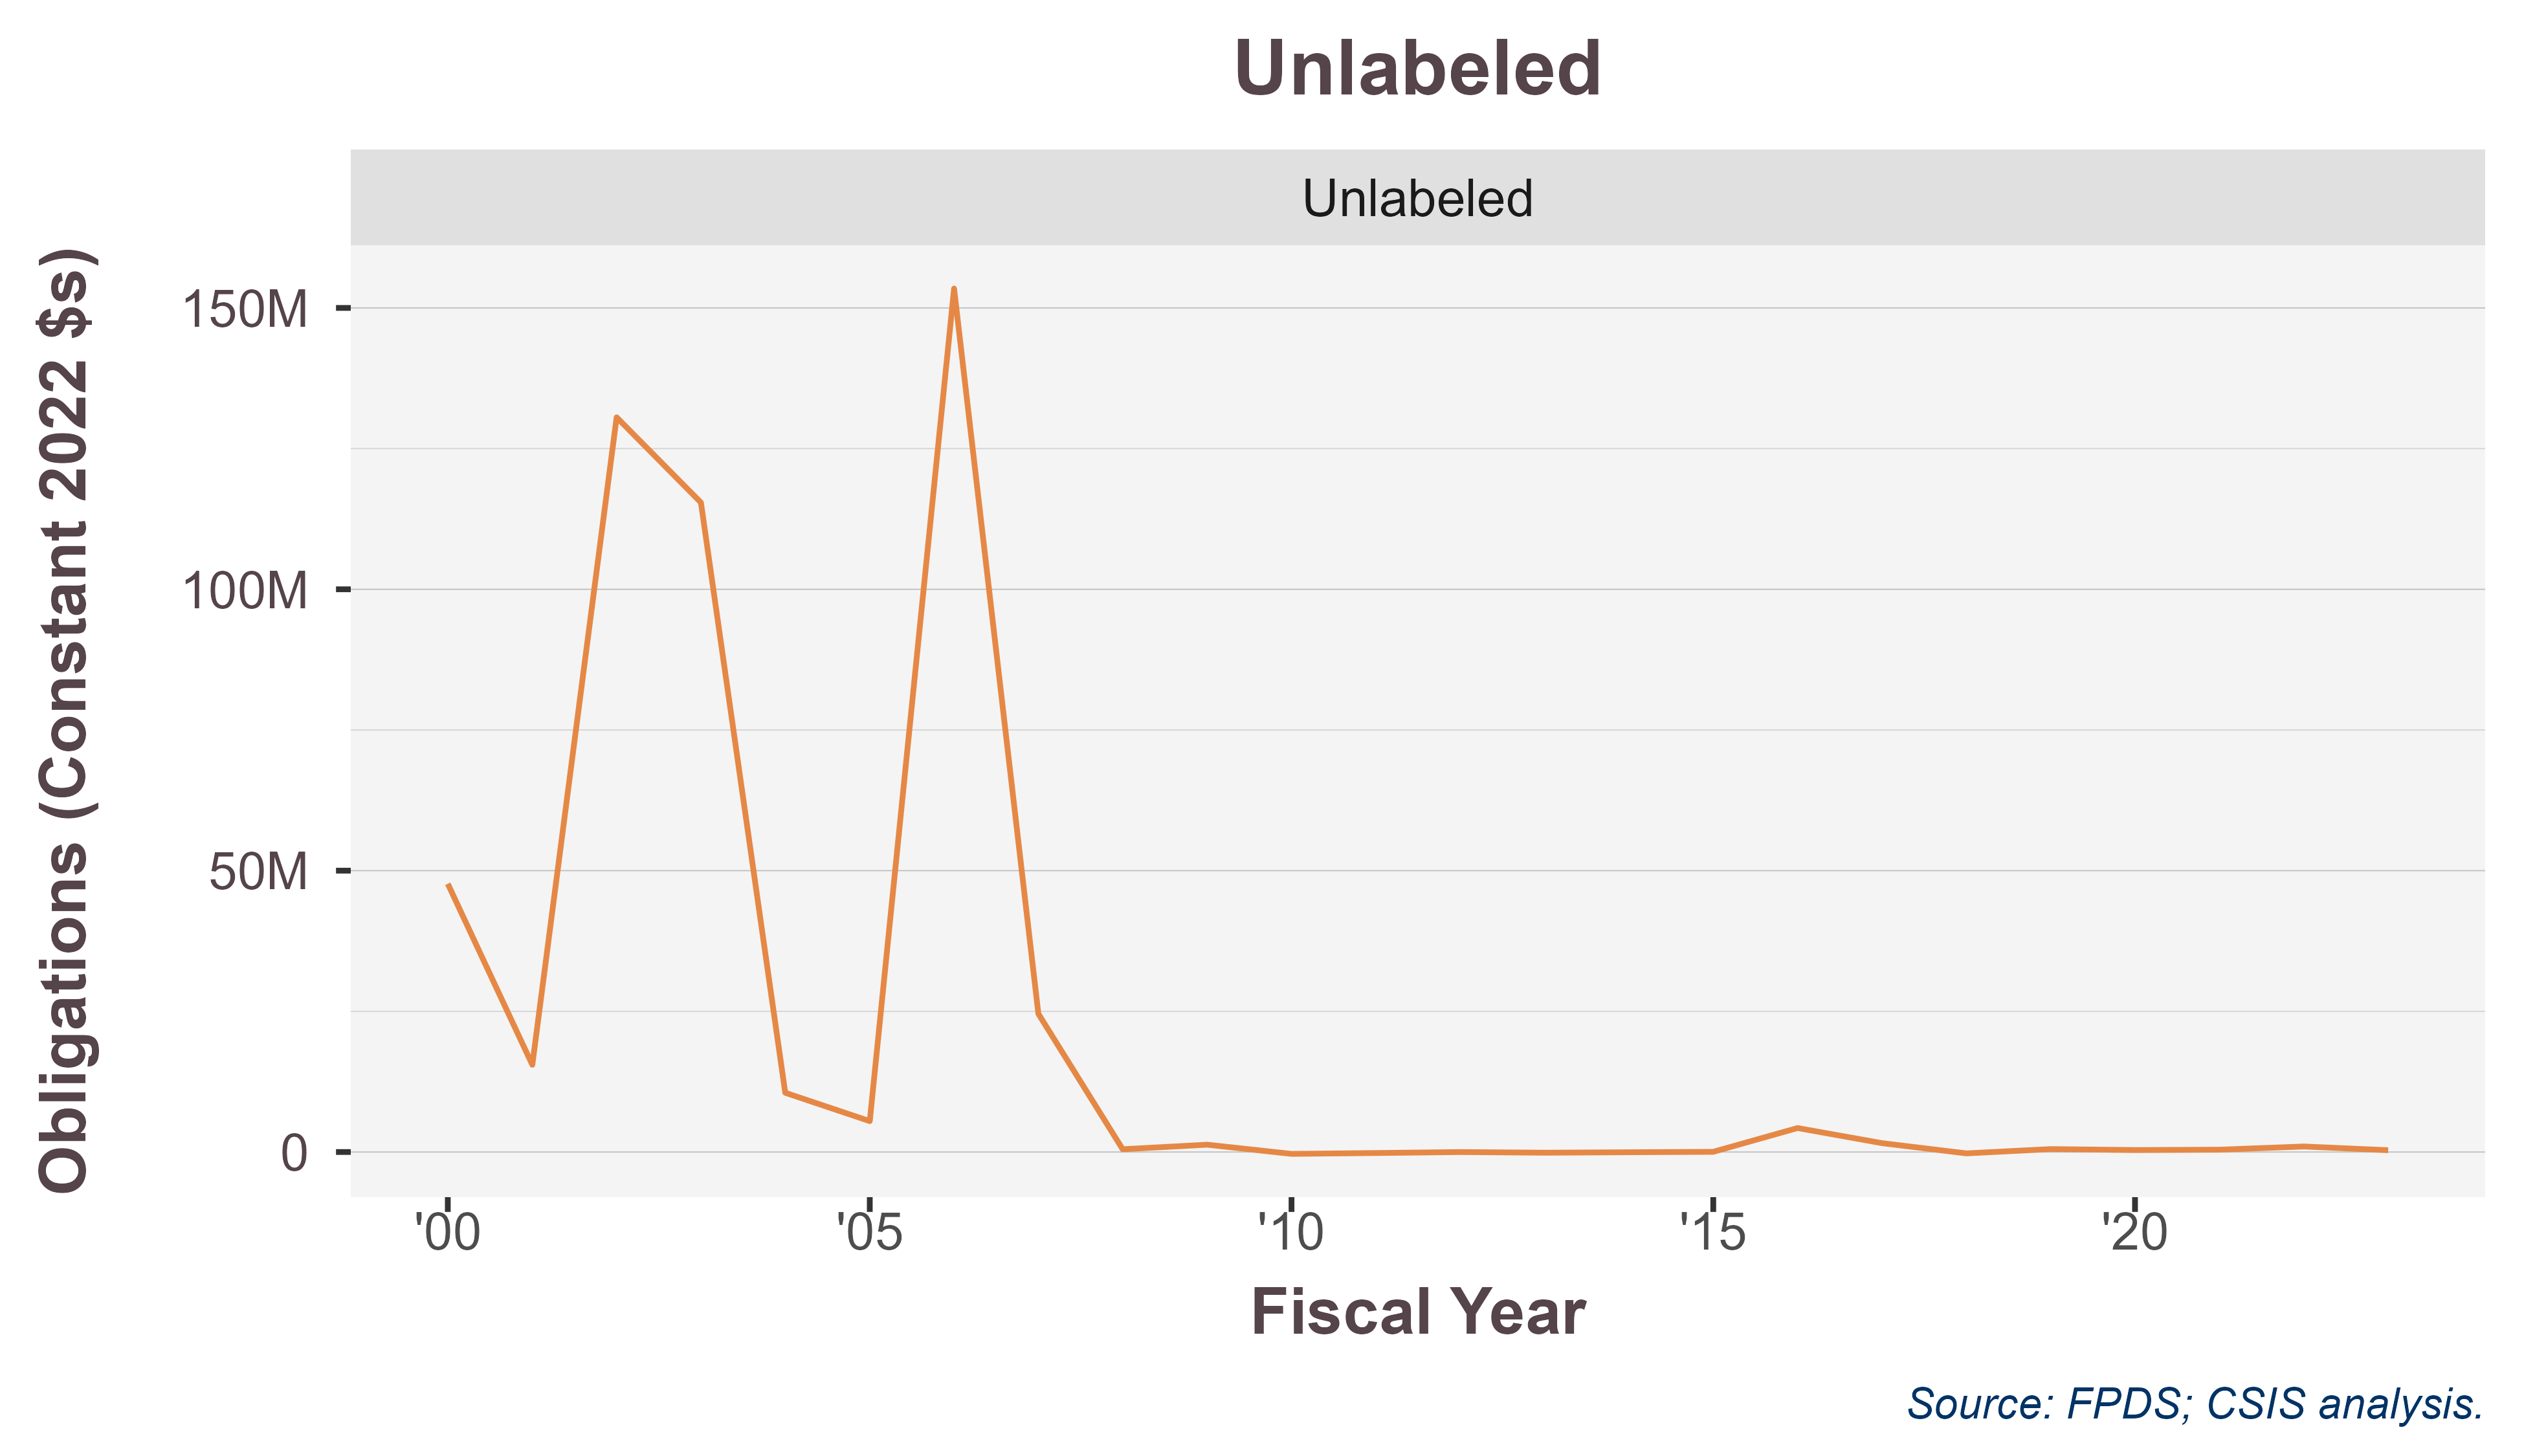 Unlabeled
Unlabeled
Obligations (Constant 2022 $s)
150M
100M
50M
0
'00 '05 '10 '15 '20
Fiscal Year
Source: FPDS; CSIS analysis.